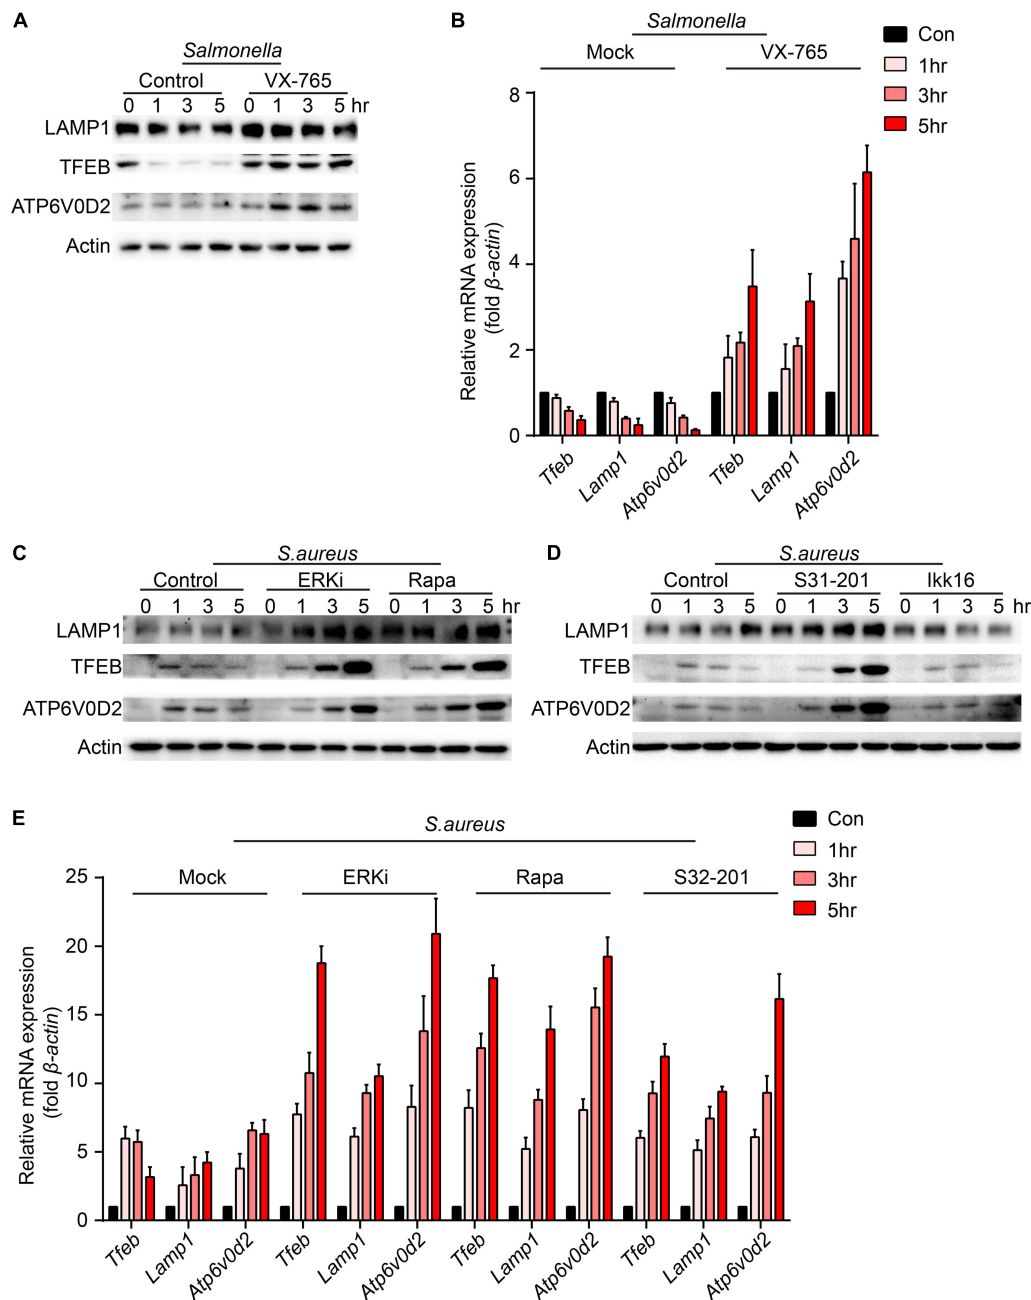 A
Salmonella
Control VX-765
0 1 3 5 0 1 3 5 hr
LAMP1
TFEB
ATP6V0D2
Actin
B
Salmonella
Mock VX-765
Con
1hr
3hr
5hr
Relative mRNA expression
(fold β-actin)
8
6
4
2
0
Tfeb Lamp1 Atp6v0d2 Tfeb Lamp1 Atp6v0d2
C
S.aureus
Control ERKi Rapa
0 1 3 5 0 1 3 5 0 1 3 5 hr
LAMP1
TFEB
ATP6V0D2
Actin
D
S.aureus
Control S31-201 Ikk16
0 1 3 5 0 1 3 5 0 1 3 5 hr
LAMP1
TFEB
ATP6V0D2
Actin
E
S.aureus
Mock ERKi Rapa S32-201
Con
1hr
3hr
5hr
Relative mRNA expression
(fold β-actin)
25
20
15
10
5
0
Tfeb Lamp1 Atp6v0d2 Tfeb Lamp1 Atp6v0d2 Tfeb Lamp1 Atp6v0d2 Tfeb Lamp1 Atp6v0d2